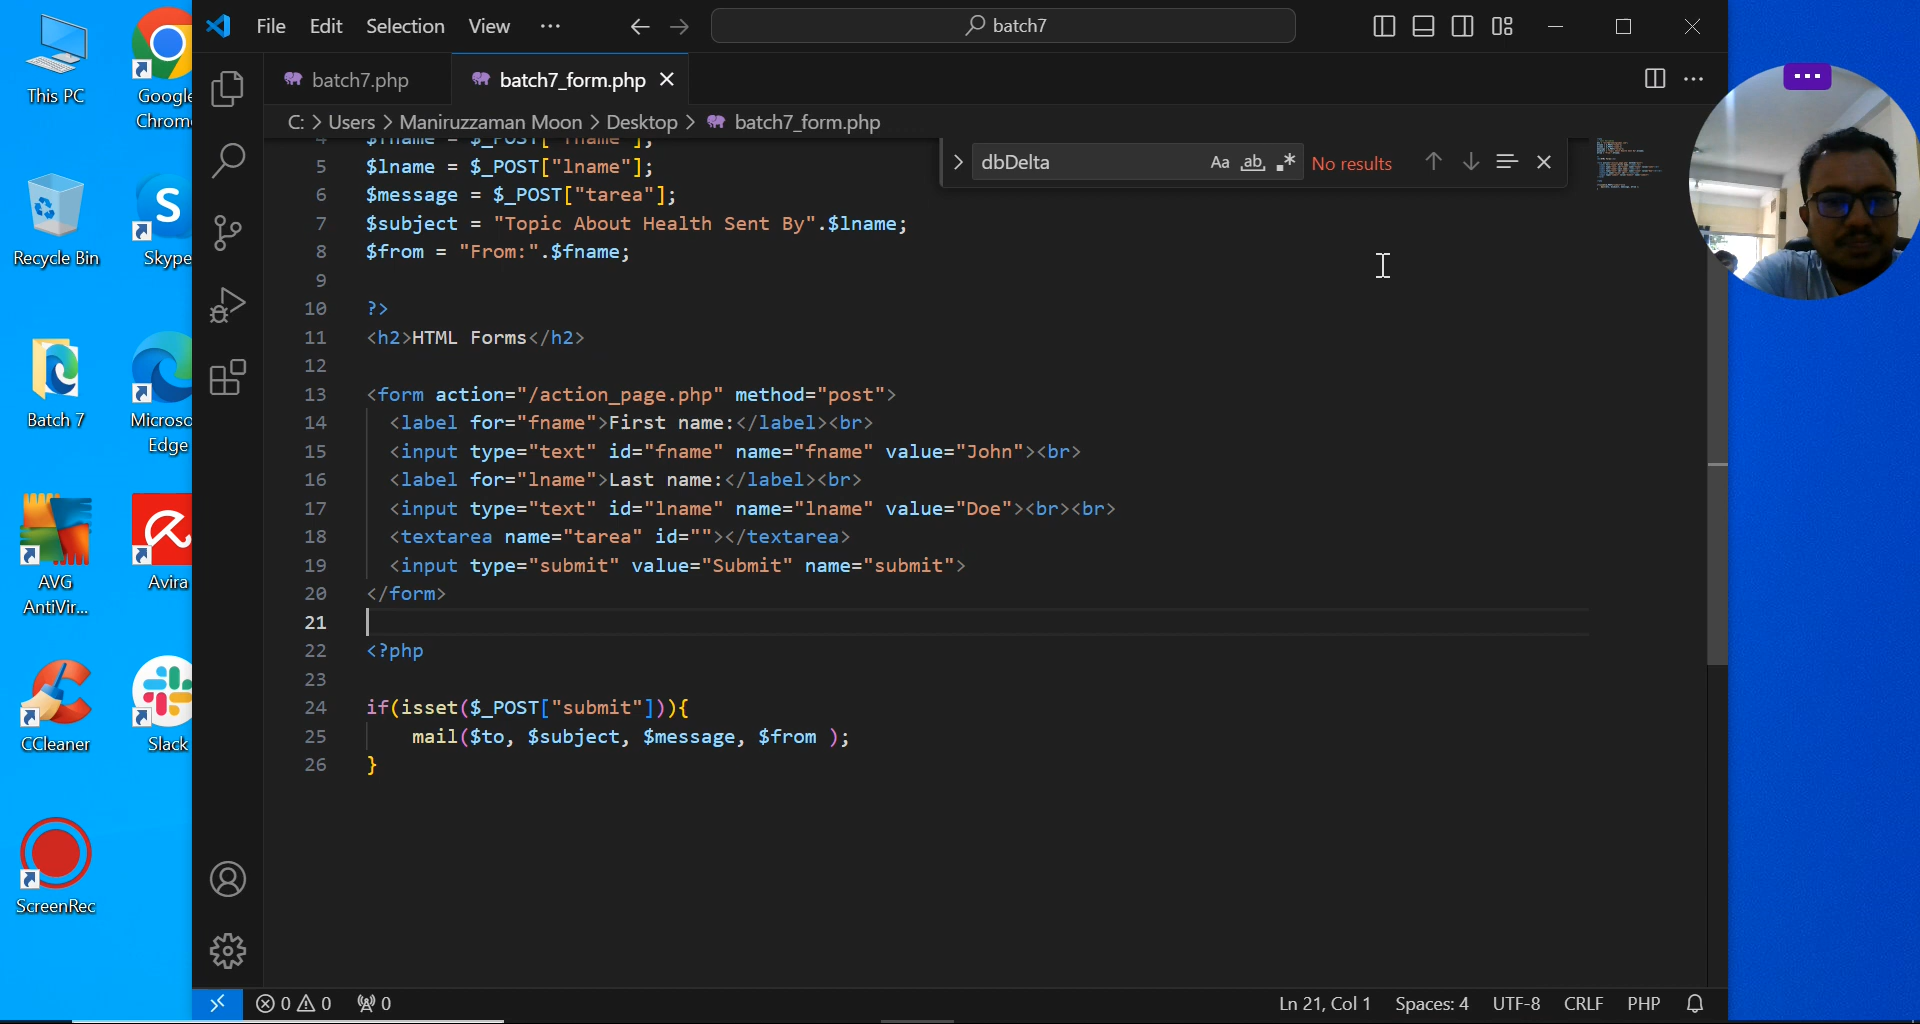 This PC
Google
Chrom
Recycle Bin
Skype
Batch 7
Microso
Edge
AVG
AntiVir...
Avira
CCleaner
Slack
ScreenRec
File Edit Selection View ···
batch7
batch7.php
batch7_form.php
C: > Users > Maniruzzaman Moon > Desktop > batch7_form.php
dbDelta
Aa
ab
No results
4 $fname = $_POST["fname"];
5 $lname = $_POST["lname"];
6 $message = $_POST["tarea"];
7 $subject = "Topic About Health Sent By".$lname;
8 $from = "From:".$fname;
9
10 ?>
11 <h2>HTML Forms</h2>
12
13 <form action="/action_page.php" method="post">
14 <label for="fname">First name:</label><br>
15 <input type="text" id="fname" name="fname" value="John"><br>
16 <label for="lname">Last name:</label><br>
17 <input type="text" id="lname" name="lname" value="Doe"><br><br>
18 <textarea name="tarea" id=""></textarea>
19 <input type="submit" value="Submit" name="submit">
20 </form>
21
22 <?php
23
24 if(isset($_POST["submit"])){
25 mail($to, $subject, $message, $from );
26 }
0 0 0
Ln 21, Col 1 Spaces: 4 UTF-8 CRLF PHP